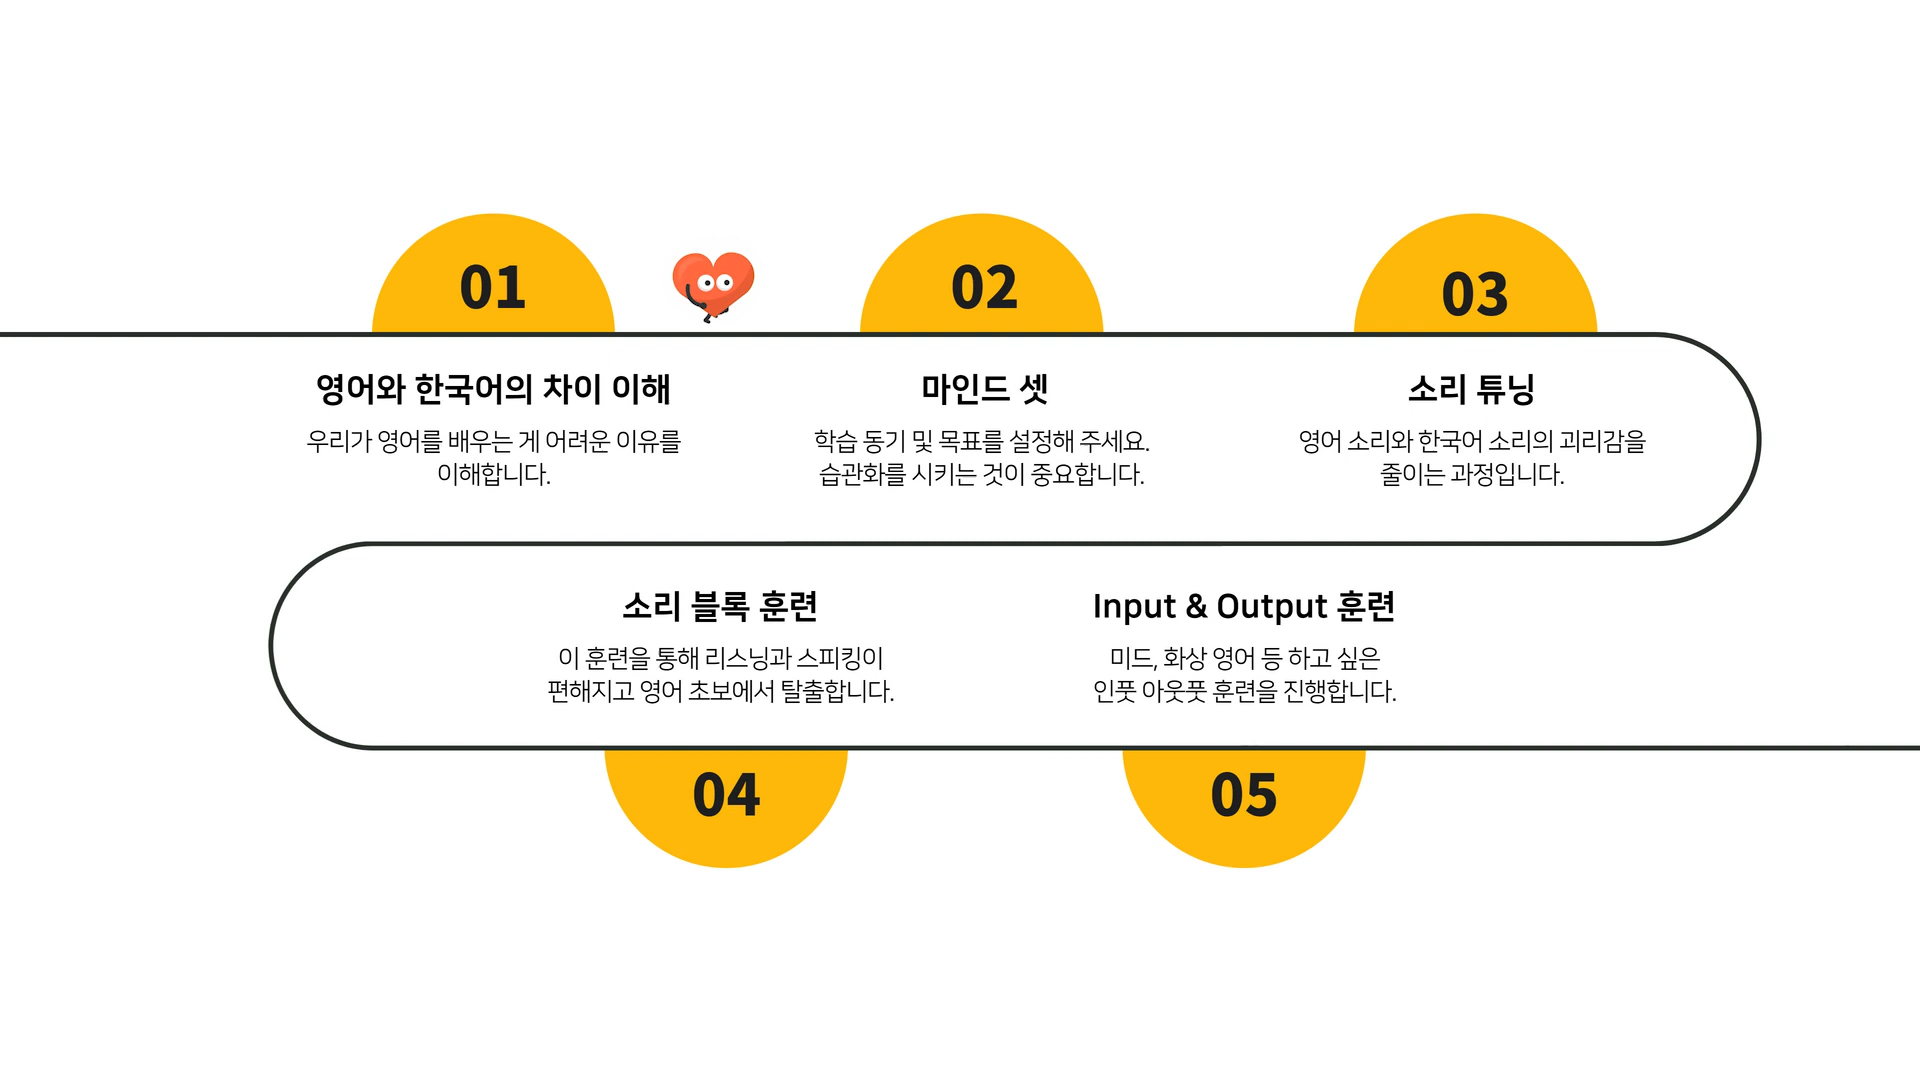 01
영어와 한국어의 차이 이해
우리가 영어를 배우는 게 어려운 이유를
이해합니다.
02
마인드 셋
학습 동기 및 목표를 설정해 주세요.
습관화를 시키는 것이 중요합니다.
03
소리 튜닝
영어 소리와 한국어 소리의 괴리감을
줄이는 과정입니다.
소리 블록 훈련
이 훈련을 통해 리스닝과 스피킹이
편해지고 영어 초보에서 탈출합니다.
04
Input & Output 훈련
미드, 화상 영어 등 하고 싶은
인풋 아웃풋 훈련을 진행합니다.
05